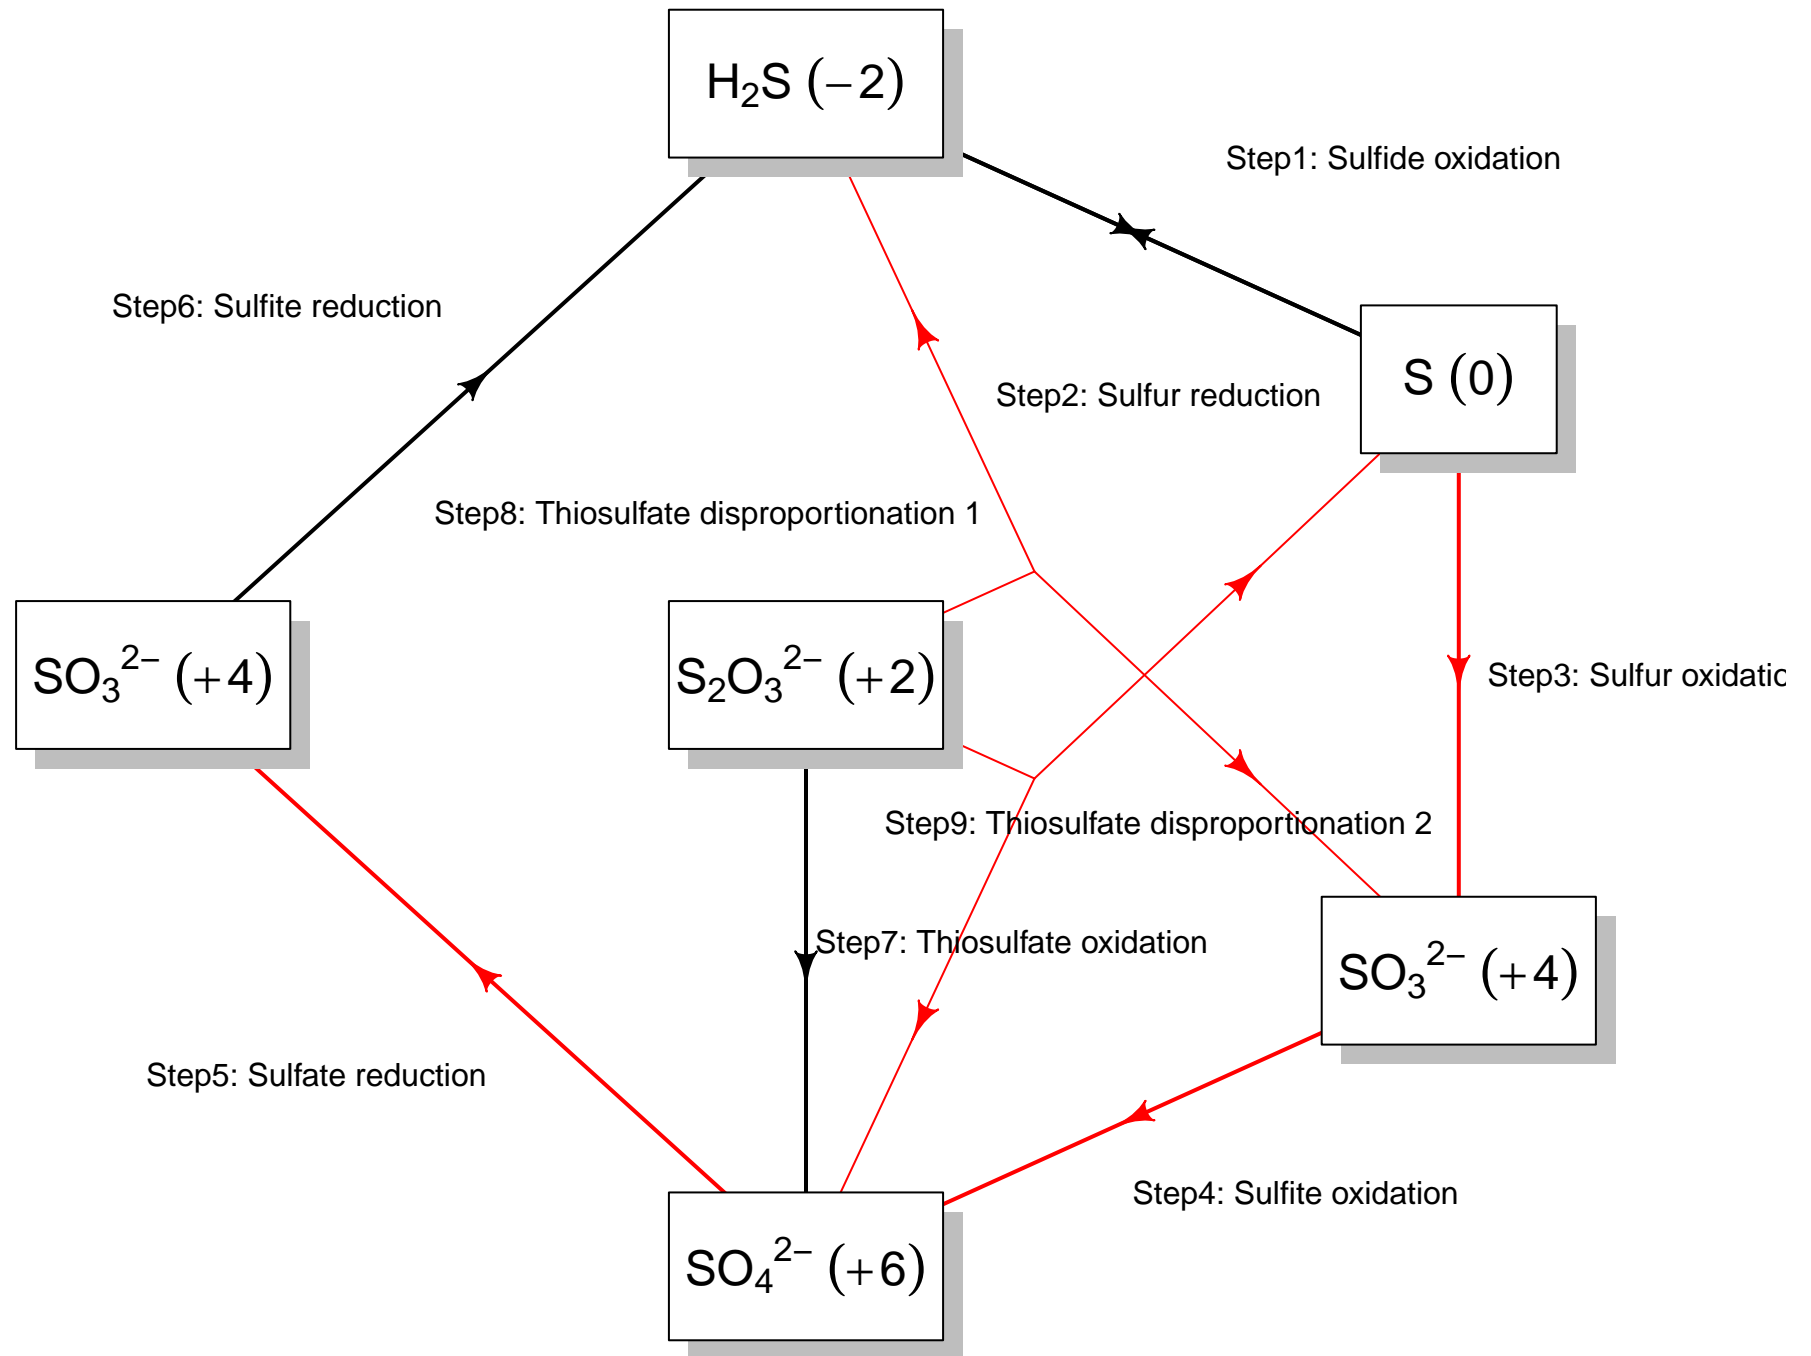 H₂S (−2)
Step1: Sulfide oxidation
Step6: Sulfite reduction
Step2: Sulfur reduction
S (0)
Step8: Thiosulfate disproportionation 1
SO₃²⁻ (+4)
S₂O₃²⁻ (+2)
Step3: Sulfur oxidatio
Step9: Thiosulfate disproportionation 2
Step7: Thiosulfate oxidation
SO₃²⁻ (+4)
Step5: Sulfate reduction
Step4: Sulfite oxidation
SO₄²⁻ (+6)